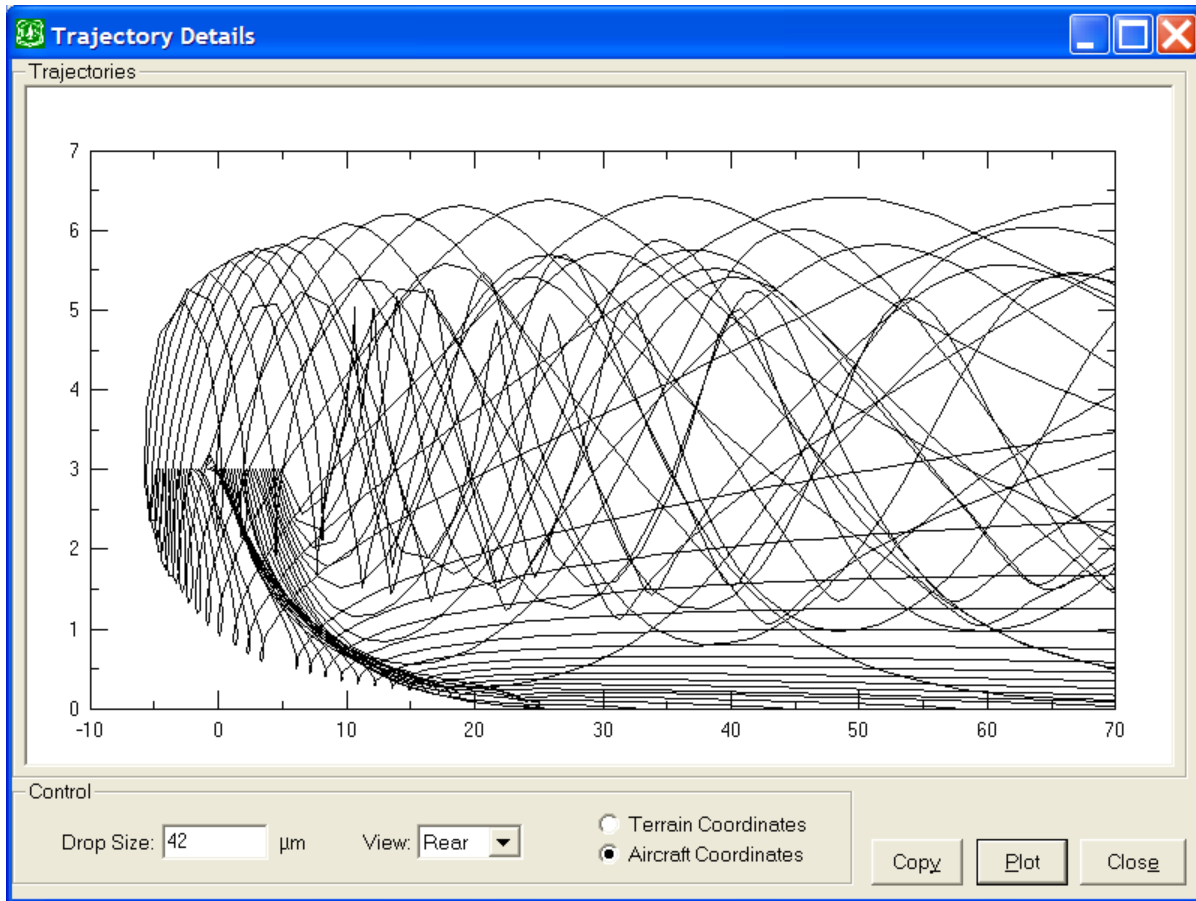 Trajectory Details
Trajectories
7
6
5
4
3
2
1
0
-10 0 10 20 30 40 50 60 70
Control
Drop Size: 42 µm View: Rear
Terrain Coordinates
Aircraft Coordinates
Copy Plot Close